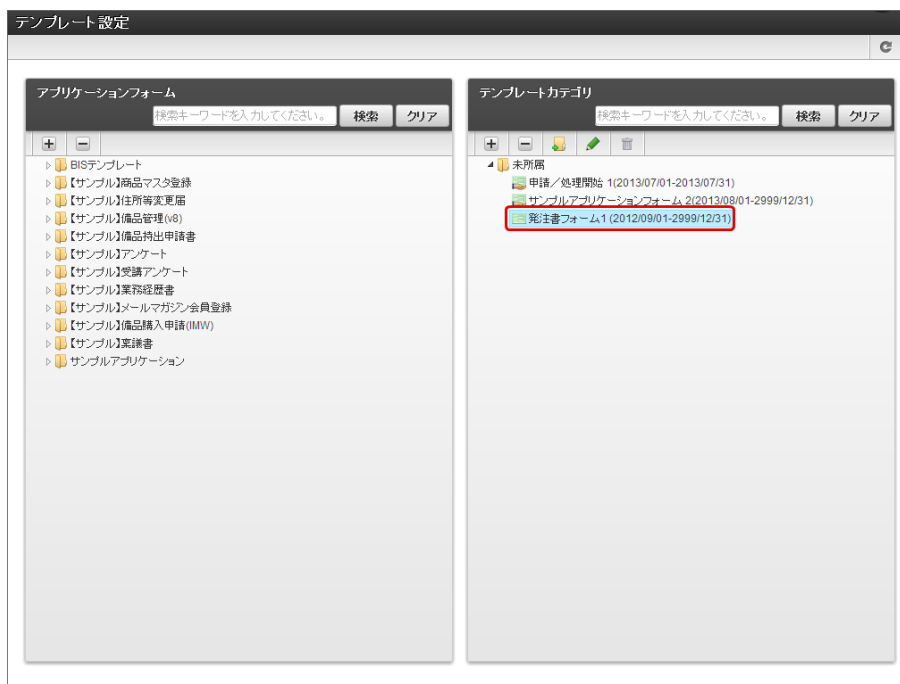 テンプレート設定
アプリケーションフォーム
検索キーワードを入力してください。 検索 クリア
BISテンプレート
【サンプル】商品マスタ登録
【サンプル】住所等変更届
【サンプル】備品管理(v8)
【サンプル】備品持出申請書
【サンプル】アンケート
【サンプル】受講アンケート
【サンプル】業務経歴書
【サンプル】メールマガジン会員登録
【サンプル】備品購入申請(IMW)
【サンプル】稟議書
サンプルアプリケーション
テンプレートカテゴリ
検索キーワードを入力してください。 検索 クリア
未所属
申請／処理開始 1(2013/07/01-2013/07/31)
サンプルアプリケーションフォーム 2(2013/08/01-2999/12/31)
発注書フォーム1 (2012/09/01-2999/12/31)